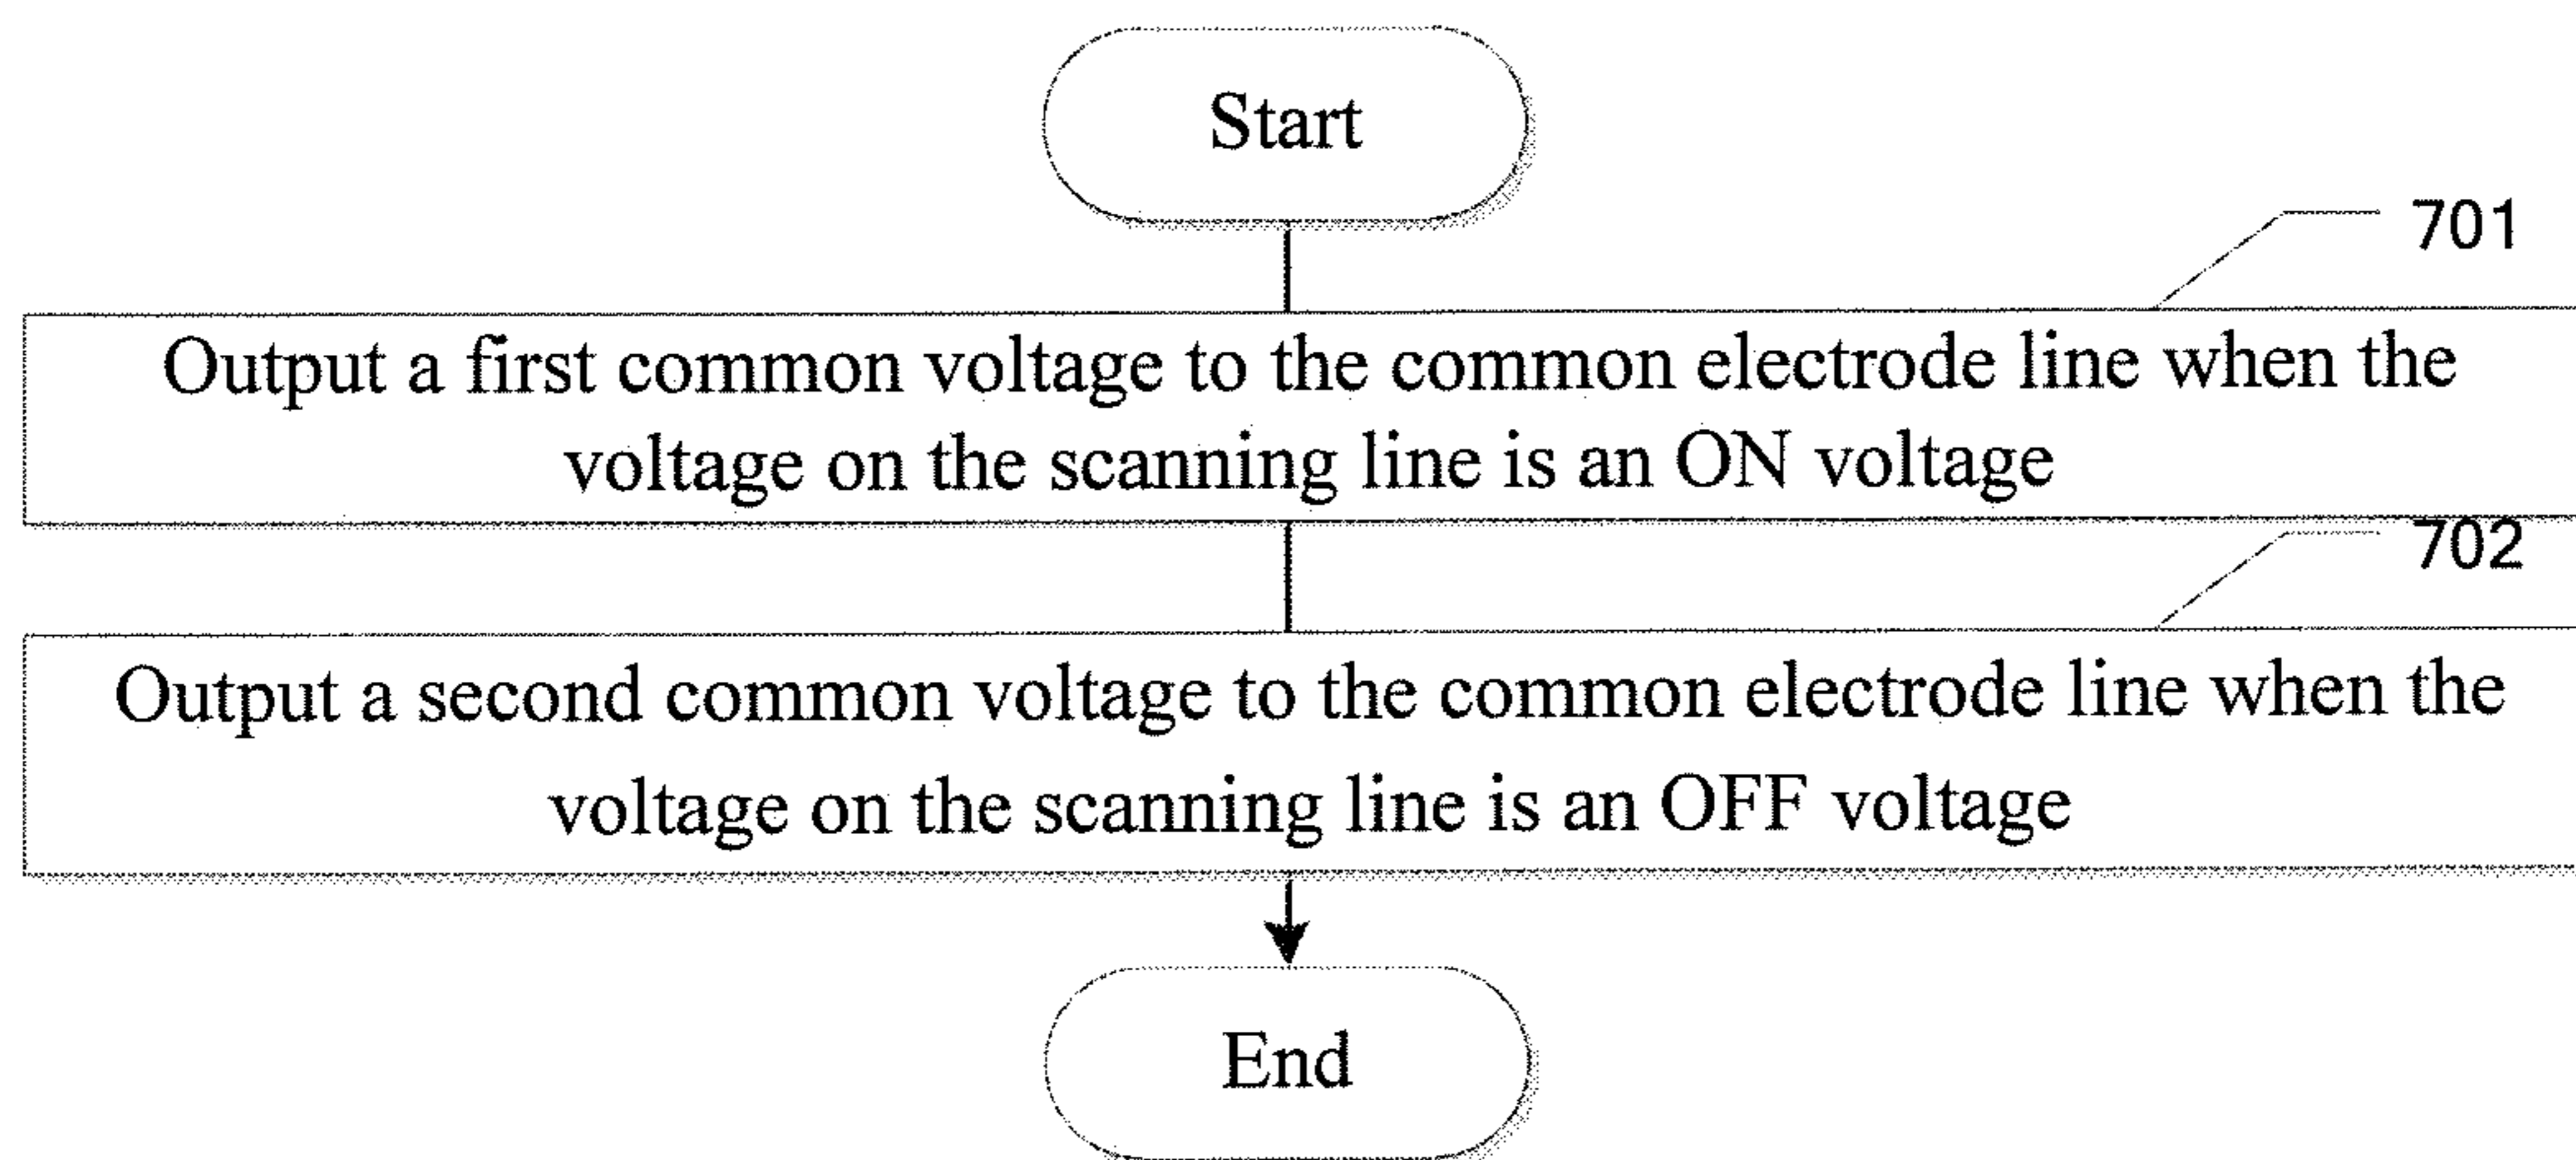 Start
701
Output a first common voltage to the common electrode line when the
voltage on the scanning line is an ON voltage
702
Output a second common voltage to the common electrode line when the
voltage on the scanning line is an OFF voltage
End